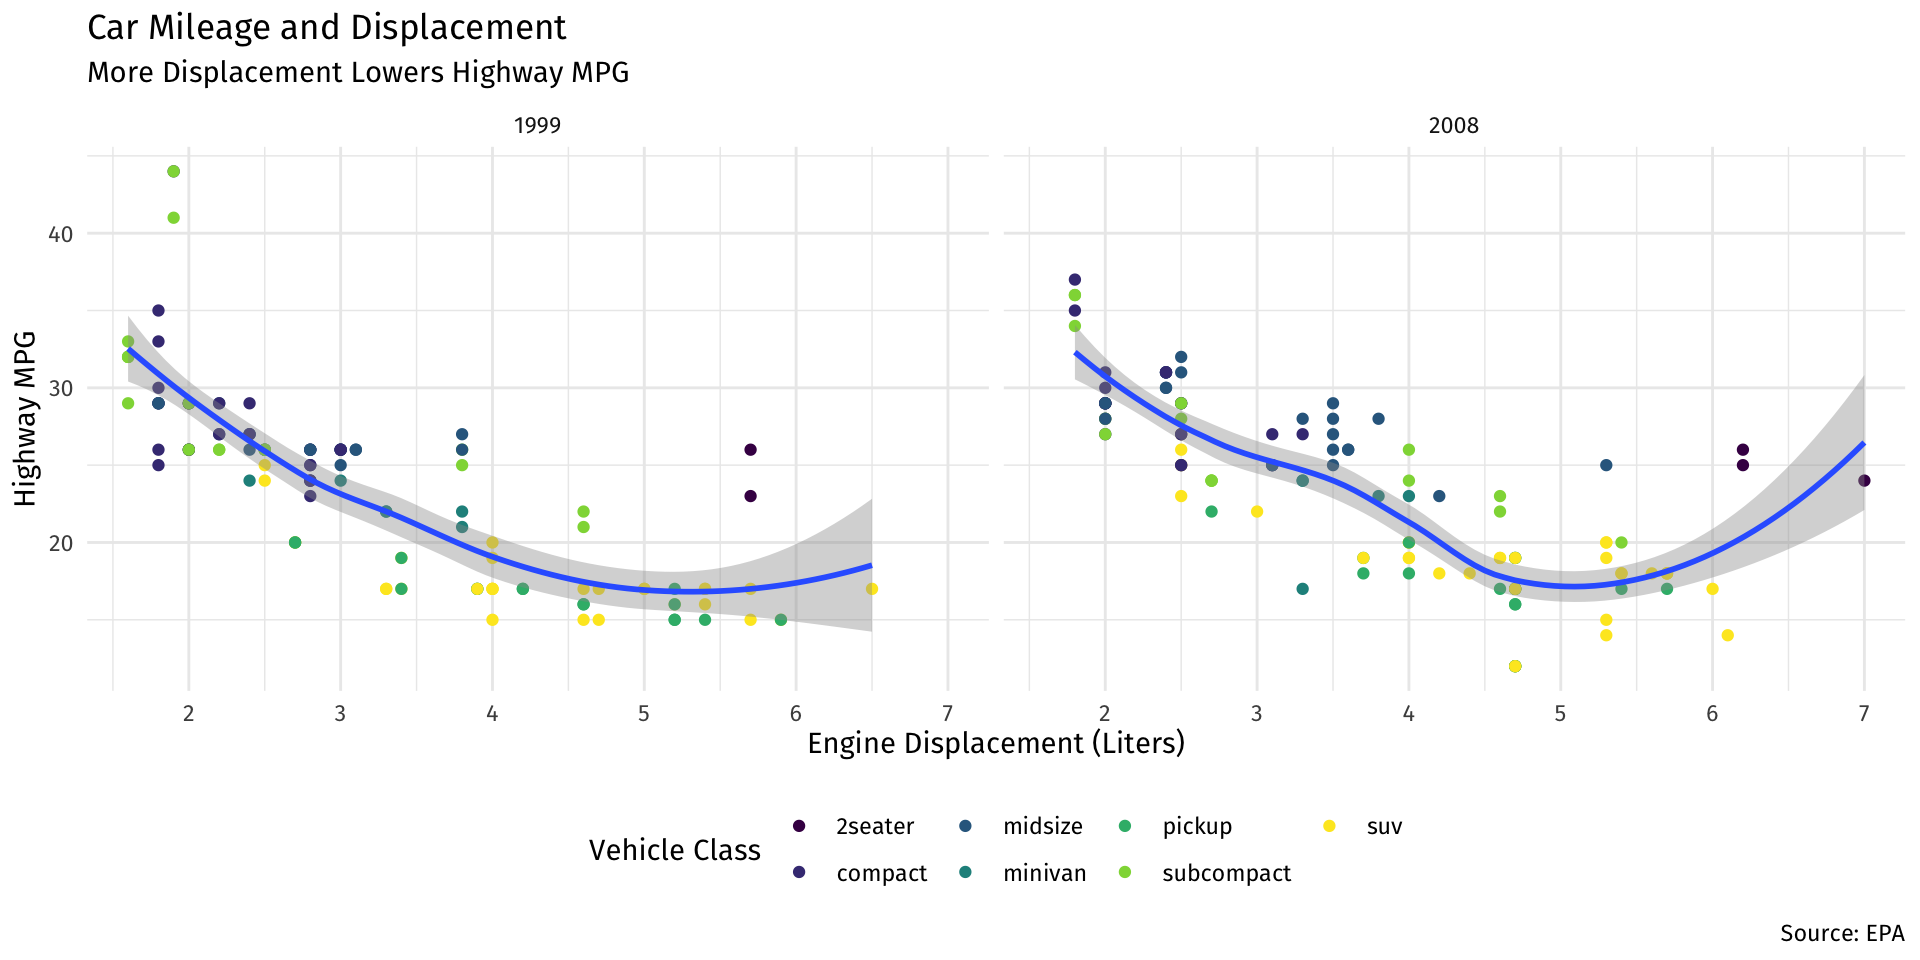 Car Mileage and Displacement
More Displacement Lowers Highway MPG
1999 2008
Highway MPG
40
30
20
2 3 4 5 6 7 2 3 4 5 6 7
Engine Displacement (Liters)
Vehicle Class
2seater midsize pickup suv
compact minivan subcompact
Source: EPA